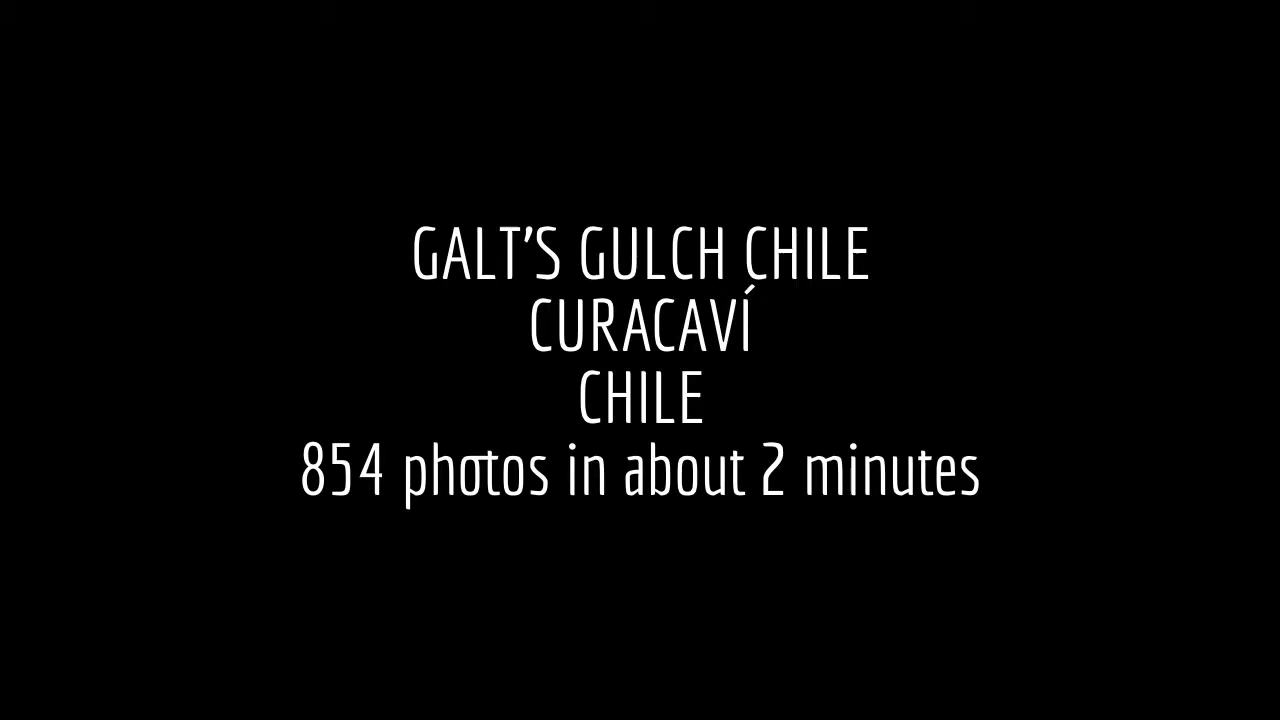 GALT’S GULCH CHILE
CURACAVÍ
CHILE
854 photos in about 2 minutes